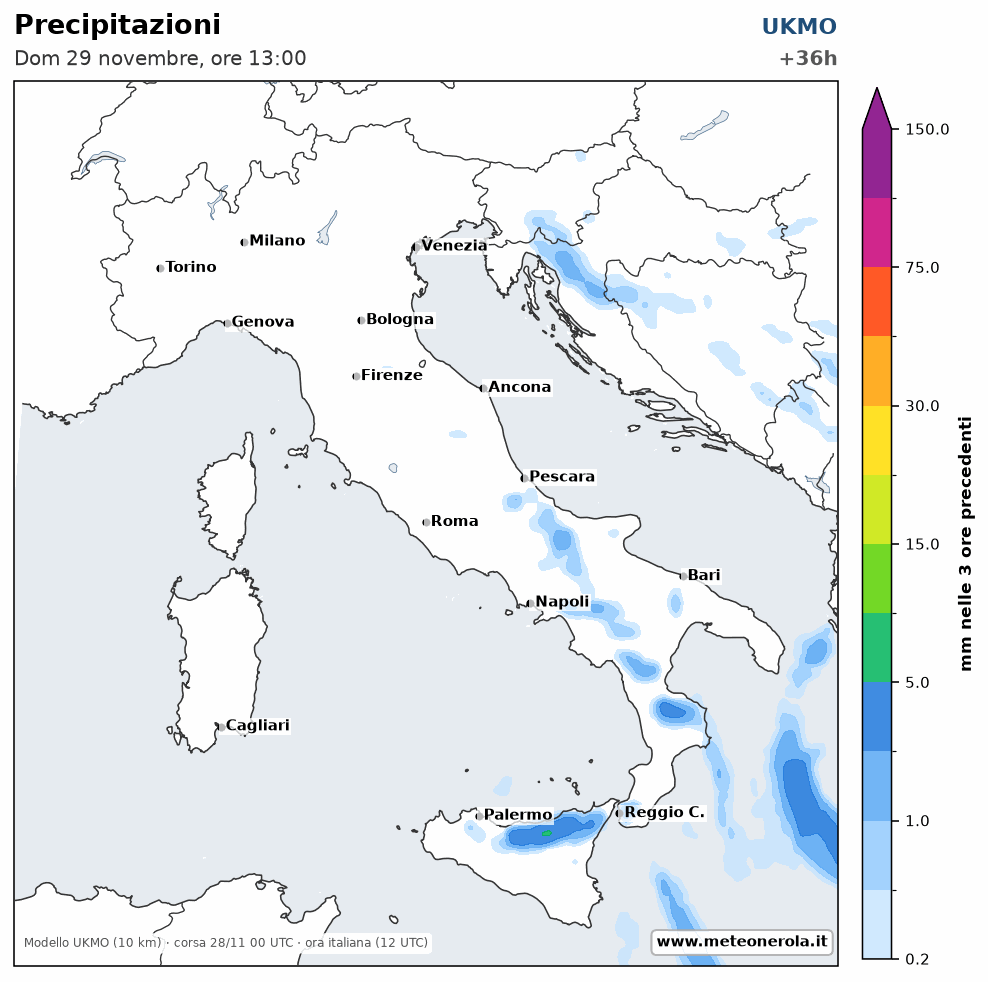 Precipitazioni
UKMO
Dom 29 novembre, ore 13:00
+36h
150.0
75.0
30.0
15.0
5.0
1.0
0.2
mm nelle 3 ore precedenti
Milano
Venezia
Torino
Genova
Bologna
Firenze
Ancona
Pescara
Roma
Bari
Napoli
Cagliari
Palermo
Reggio C.
Modello UKMO (10 km) · corsa 28/11 00 UTC · ora italiana (12 UTC)
www.meteonerola.it